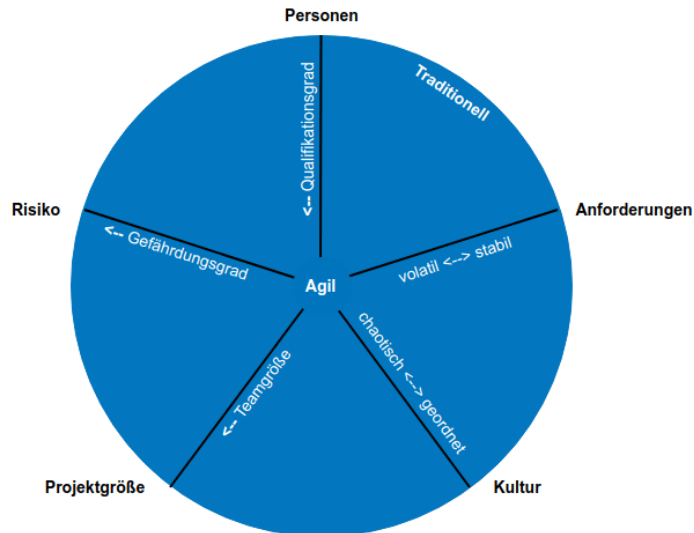 Personen
Traditionell
<-- Qualifikationsgrad
Risiko
Anforderungen
<-- Gefährdungsgrad
volatil <--> stabil
Agil
chaotisch <--> geordnet
<-- Teamgröße
Projektgröße
Kultur